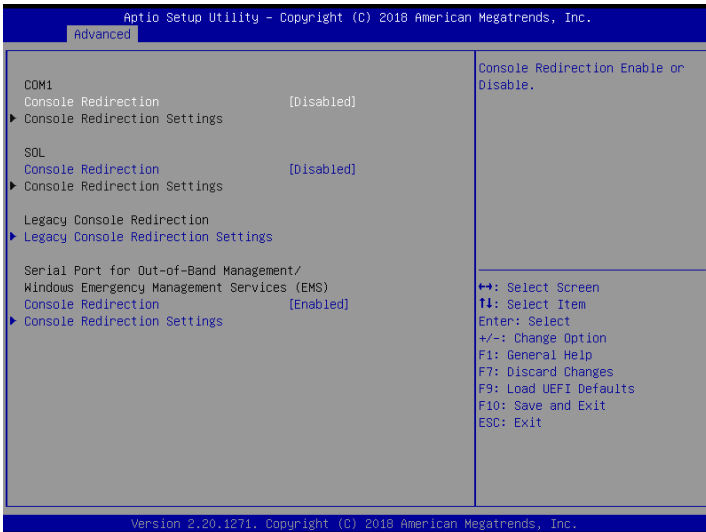 Aptio Setup Utility – Copyright (C) 2018 American Megatrends, Inc.
Advanced
COM1
Console Redirection [Disabled]
▶ Console Redirection Settings
SOL
Console Redirection [Disabled]
▶ Console Redirection Settings
Legacy Console Redirection
▶ Legacy Console Redirection Settings
Serial Port for Out-of-Band Management/
Windows Emergency Management Services (EMS)
Console Redirection [Enabled]
▶ Console Redirection Settings
Console Redirection Enable or
Disable.
↔: Select Screen
↑↓: Select Item
Enter: Select
+/-: Change Option
F1: General Help
F7: Discard Changes
F9: Load UEFI Defaults
F10: Save and Exit
ESC: Exit
Version 2.20.1271. Copyright (C) 2018 American Megatrends, Inc.